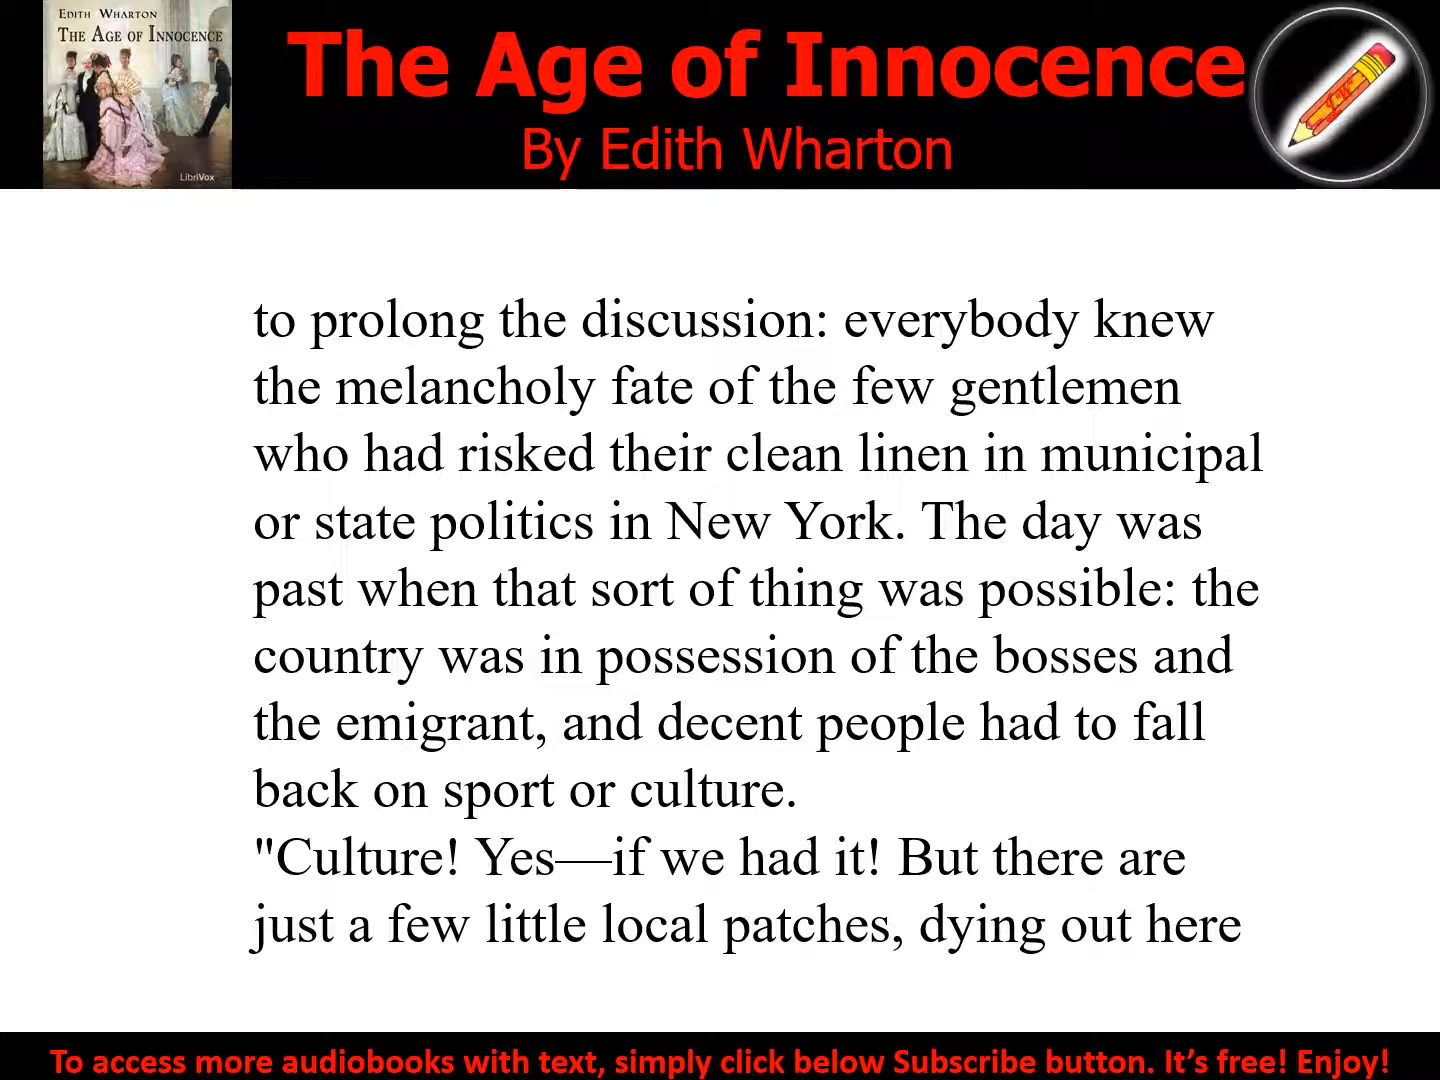 EDITH WHARTON
THE AGE OF INNOCENCE
LibriVox
The Age of Innocence
By Edith Wharton
to prolong the discussion: everybody knew
the melancholy fate of the few gentlemen
who had risked their clean linen in municipal
or state politics in New York. The day was
past when that sort of thing was possible: the
country was in possession of the bosses and
the emigrant, and decent people had to fall
back on sport or culture.
"Culture! Yes—if we had it! But there are
just a few little local patches, dying out here
To access more audiobooks with text, simply click below Subscribe button. It’s free! Enjoy!